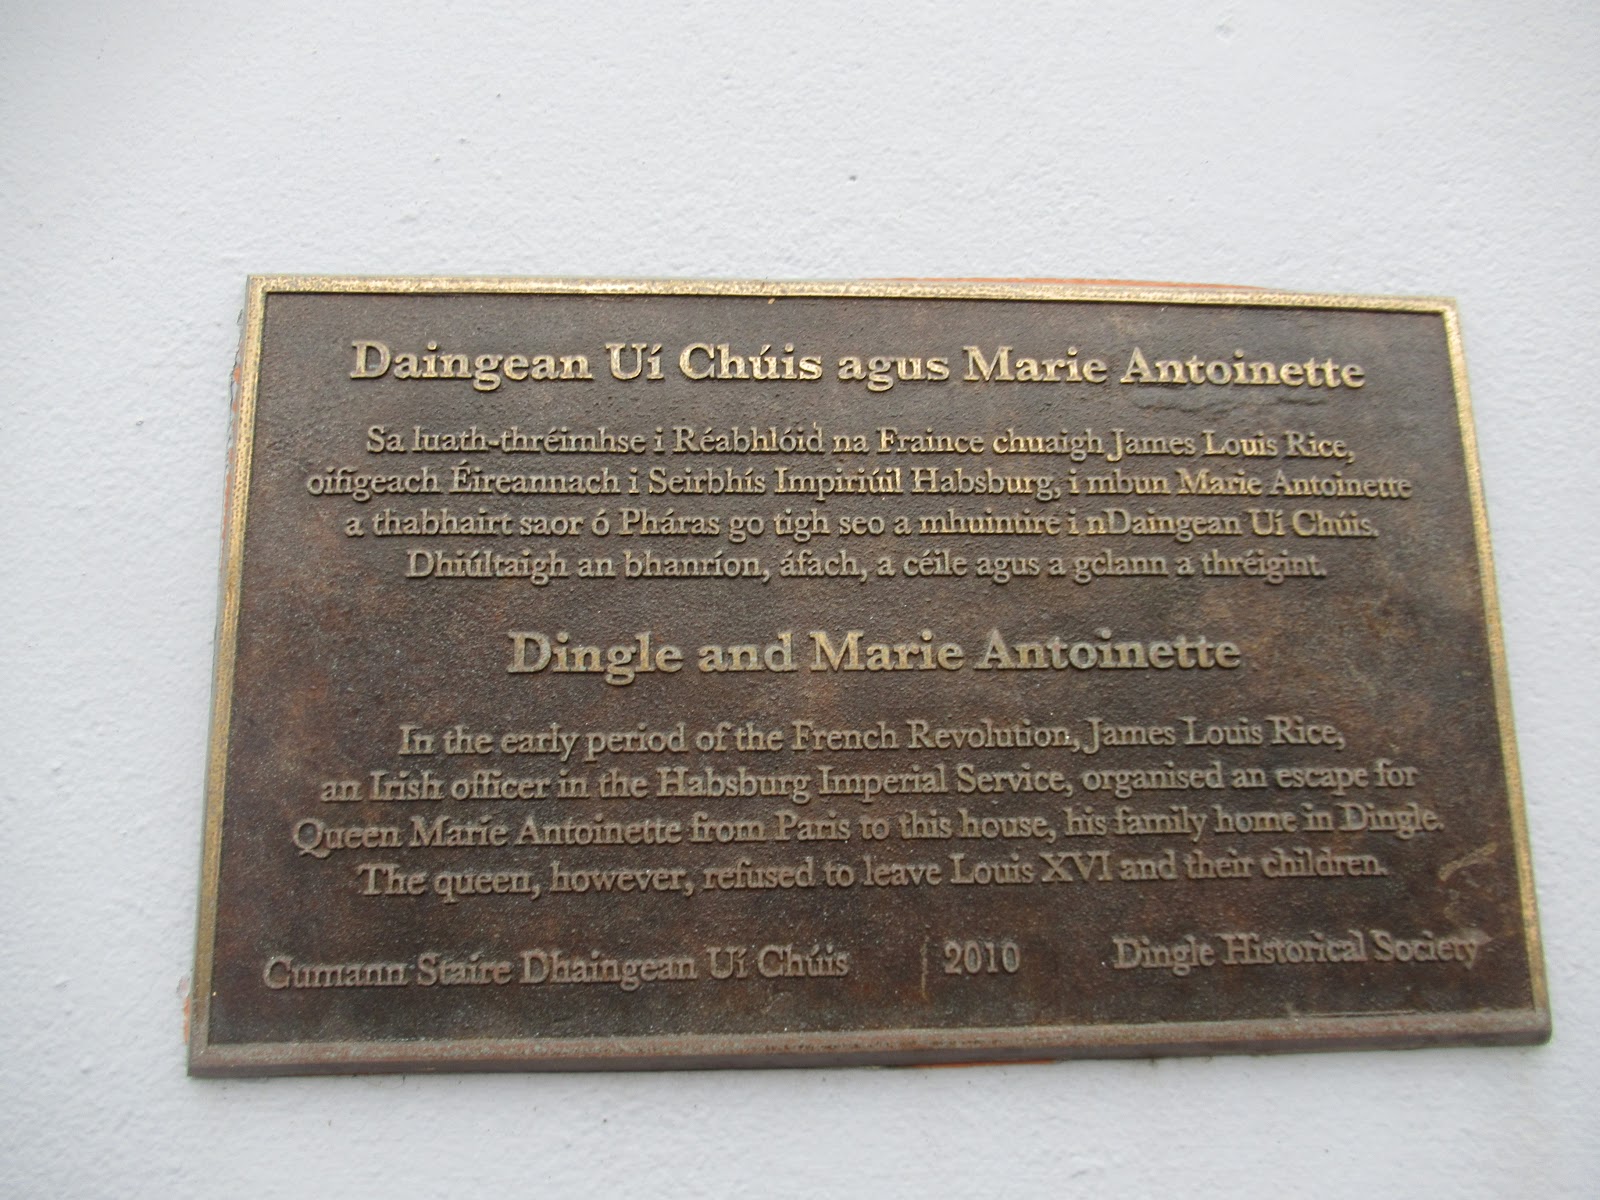 Daingean Uí Chúis agus Marie Antoinette
Sa luath-thréimhse i Réabhlóid na Fraince chuaigh James Louis Rice,
oifigeach Éireannach i Seirbhís Impiriúil Habsburg, i mbun Marie Antoinette
a thabhairt saor ó Pháras go tigh seo a mhuintire i nDaingean Uí Chúis.
Dhiúltaigh an bhanríon, áfach, a céile agus a gclann a thréigint.
Dingle and Marie Antoinette
In the early period of the French Revolution, James Louis Rice,
an Irish officer in the Habsburg Imperial Service, organised an escape for
Queen Marie Antoinette from Paris to this house, his family home in Dingle.
The queen, however, refused to leave Louis XVI and their children.
Cumann Staire Dhaingean Uí Chúis 2010 Dingle Historical Society